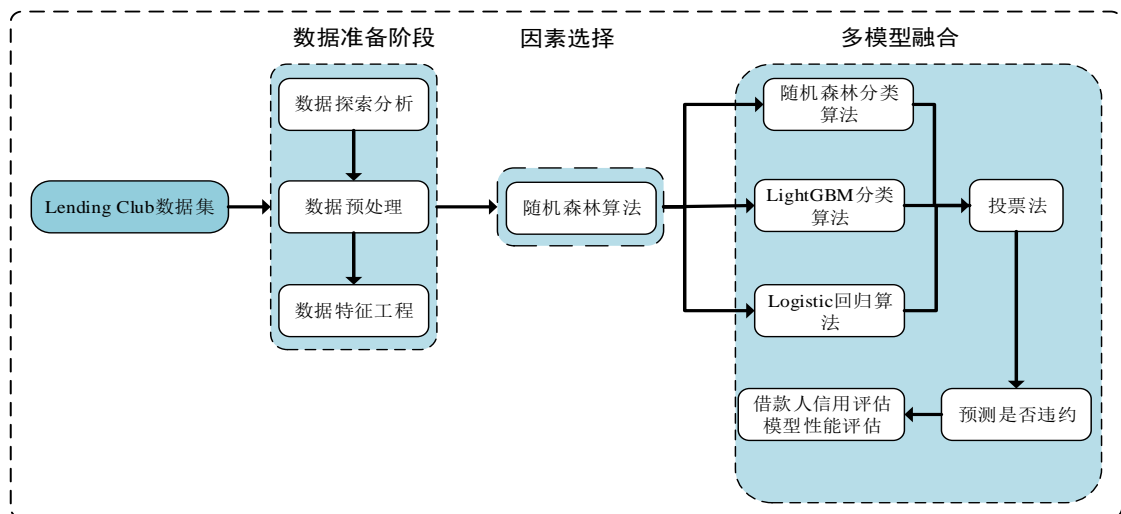 数据准备阶段
因素选择
多模型融合
数据探索分析
数据预处理
数据特征工程
Lending Club数据集
随机森林算法
随机森林分类
算法
LightGBM分类
算法
Logistic回归算
法
投票法
预测是否违约
借款人信用评估
模型性能评估